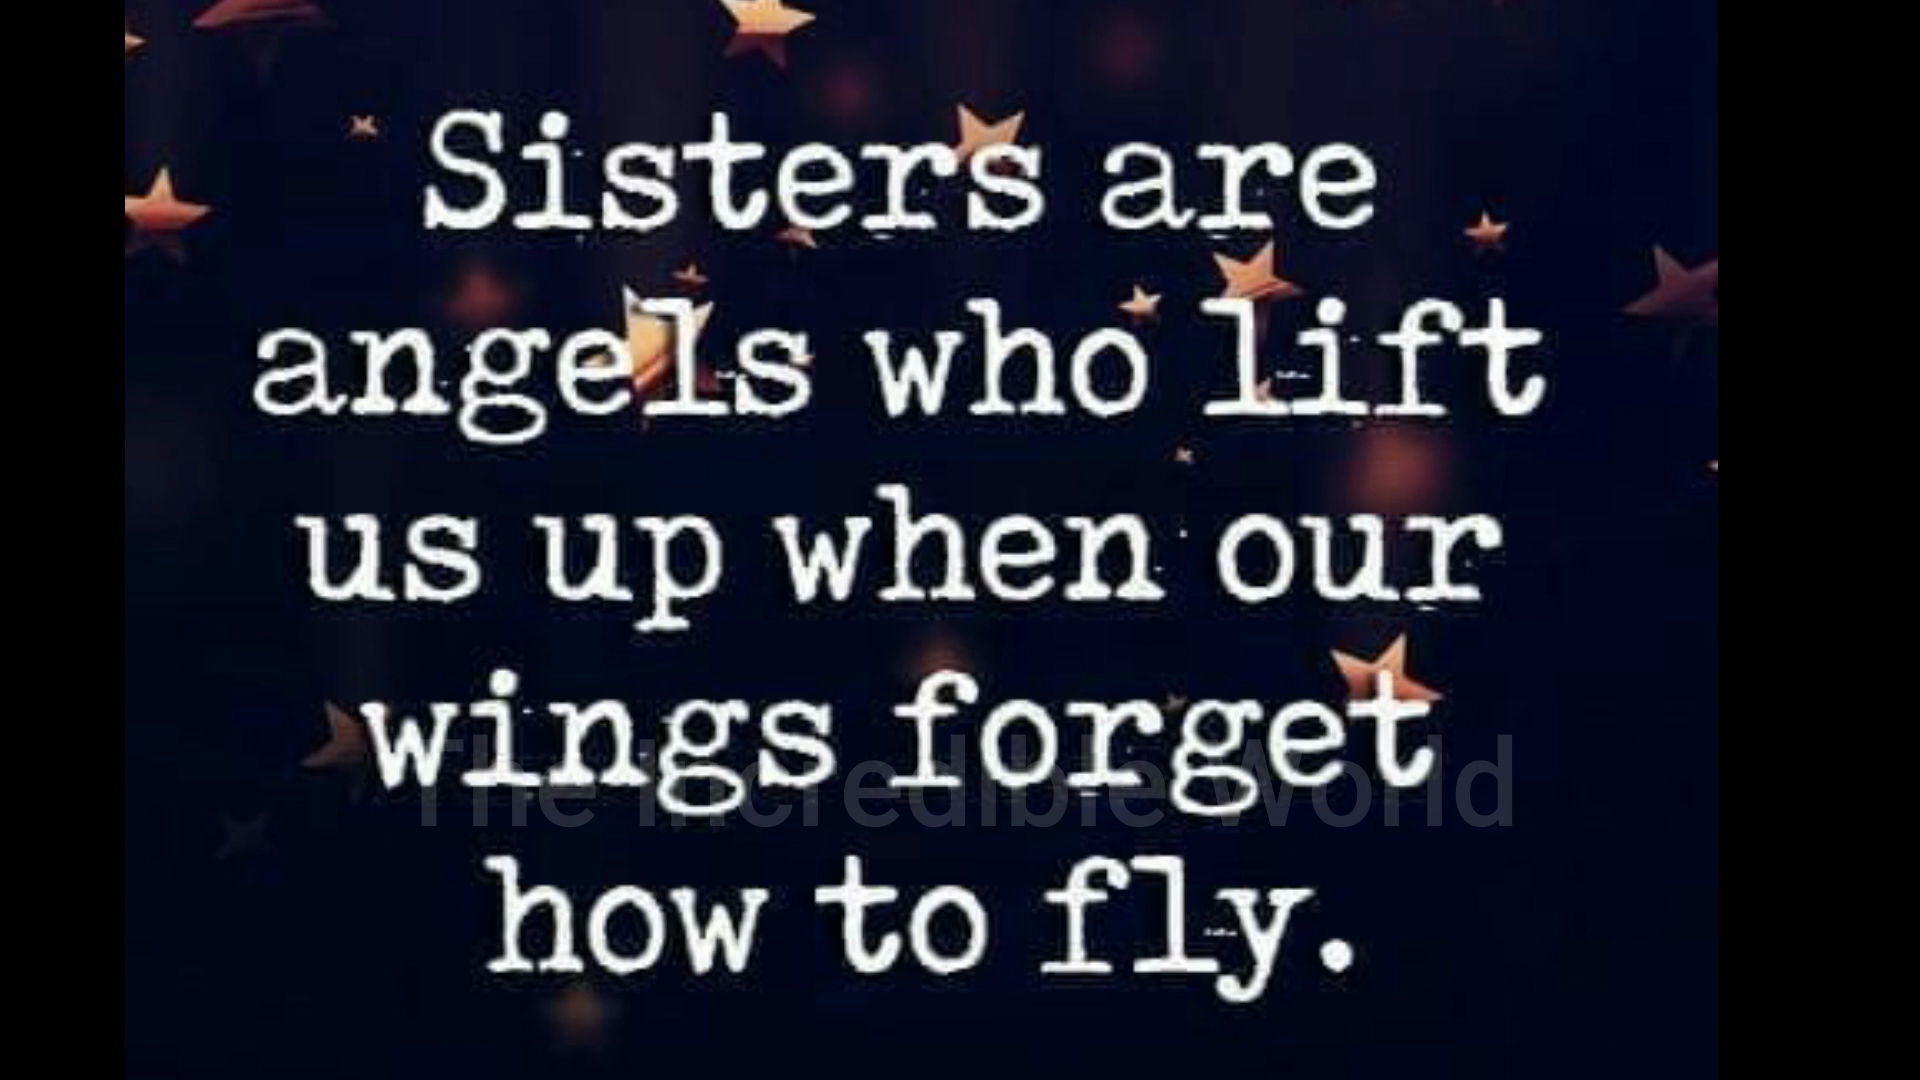 Sisters are
angels who lift
us up when our
wings forget
The Incredible World
how to fly.